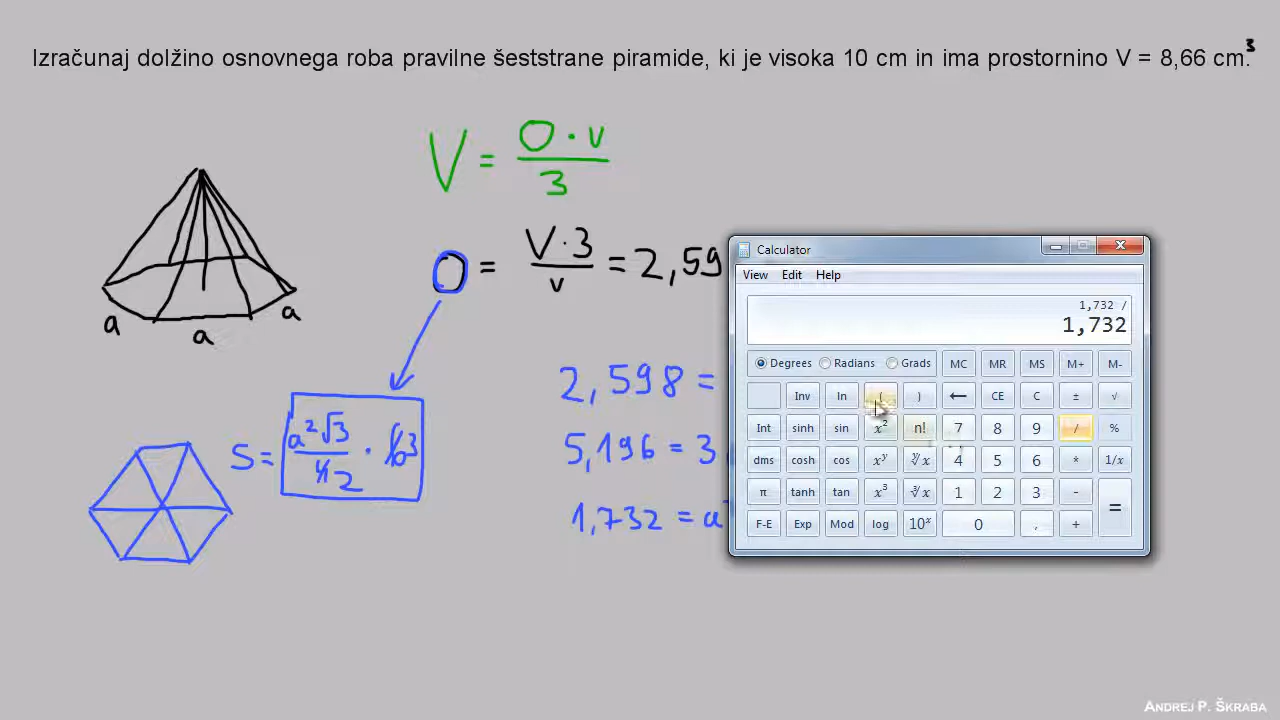 Izračunaj dolžino osnovnega roba pravilne šeststrane piramide, ki je visoka 10 cm in ima prostornino V = 8,66 cm.³
V = O · v / 3
O = V · 3 / v = 2,59
a
a
a
2,598 =
5,196 = 3
1,732 = a
S = a²√3 / 4 2 · 6 3
Calculator
View Edit Help
1,732 /
1,732
Degrees Radians Grads MC MR MS M+ M-
Inv ln ( ) ← CE C ± √
Int sinh sin x² n! 7 8 9 / %
dms cosh cos xʸ ʸ√x 4 5 6 * 1/x
π tanh tan x³ ³√x 1 2 3 - =
F-E Exp Mod log 10ˣ 0 , +
ANDREJ P. ŠKRABA